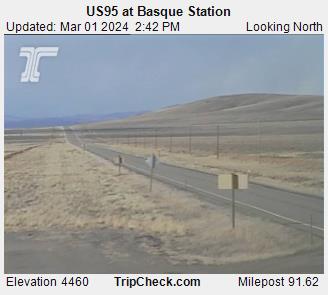 US95 at Basque Station
Updated: Mar 01 2024 2:42 PM Looking North
Elevation 4460 TripCheck.com Milepost 91.62